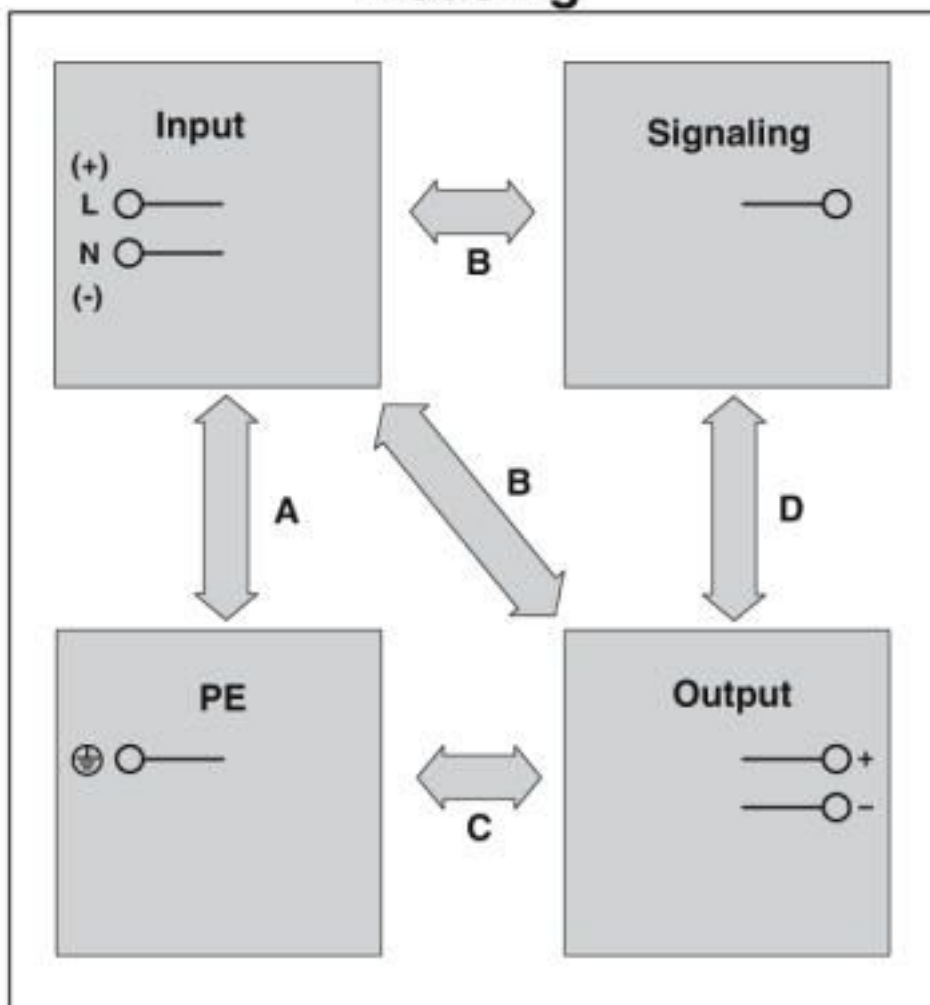 Input
Signaling
(+)
L
N
(-)
B
A
B
D
PE
Output
+
–
C